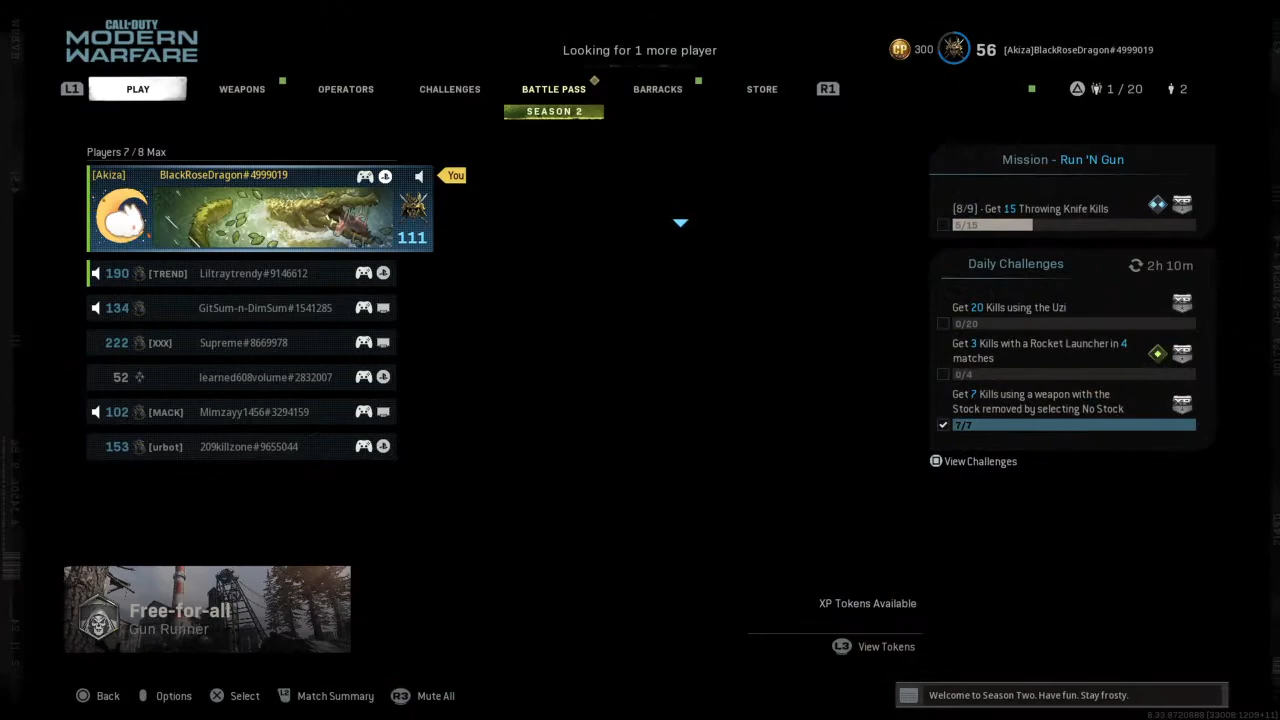 CALL OF DUTY
MODERN
WARFARE
Looking for 1 more player
CP 300 56 [Akiza]BlackRoseDragon#4999019
L1 PLAY WEAPONS OPERATORS CHALLENGES BATTLE PASS BARRACKS STORE R1 1 / 20 2
SEASON 2
Players 7 / 8 Max
[Akiza] BlackRoseDragon#4999019 You
111
190 [TREND] Liltraytrendy#9146612
134 GitSum-n-DimSum#1541285
222 [XXX] Supreme#8669978
52 learned608volume#2832007
102 [MACK] Mimzayy1456#3294159
153 [urbot] 209killzone#9655044
Mission - Run 'N Gun
[8/9] - Get 15 Throwing Knife Kills XP
5/15
Daily Challenges 2h 10m
XP
Get 20 Kills using the Uzi
0/20
Get 3 Kills with a Rocket Launcher in 4 XP
matches
0/4
Get 7 Kills using a weapon with the XP
Stock removed by selecting No Stock
7/7
View Challenges
Free-for-all
Gun Runner
XP Tokens Available
L3 View Tokens
Back Options Select L2 Match Summary R3 Mute All
Welcome to Season Two. Have fun. Stay frosty.